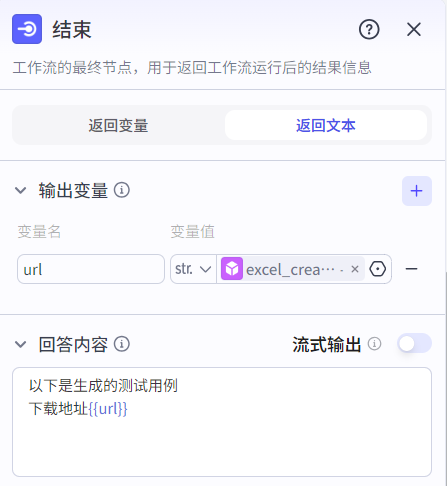 结束
工作流的最终节点，用于返回工作流运行后的结果信息
返回变量 返回文本
输出变量
变量名 变量值
url str. excel_crea··· ·
回答内容 流式输出
以下是生成的测试用例
下载地址{{url}}